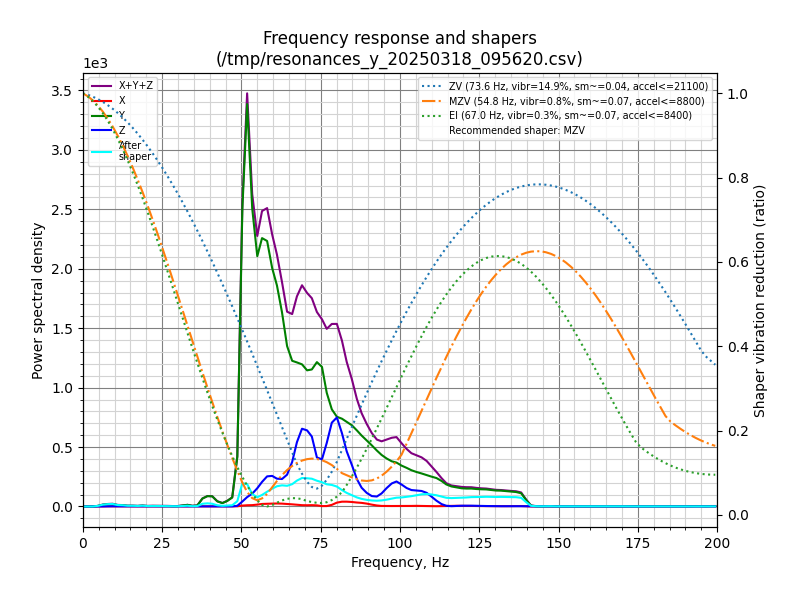 Frequency response and shapers
(/tmp/resonances_y_20250318_095620.csv)
1e3
X+Y+Z
X
Y
Z
After
shaper
ZV (73.6 Hz, vibr=14.9%, sm~=0.04, accel<=21100)
MZV (54.8 Hz, vibr=0.8%, sm~=0.07, accel<=8800)
EI (67.0 Hz, vibr=0.3%, sm~=0.07, accel<=8400)
Recommended shaper: MZV
3.5
3.0
2.5
2.0
1.5
1.0
0.5
0.0
Power spectral density
1.0
0.8
0.6
0.4
0.2
0.0
Shaper vibration reduction (ratio)
0 25 50 75 100 125 150 175 200
Frequency, Hz